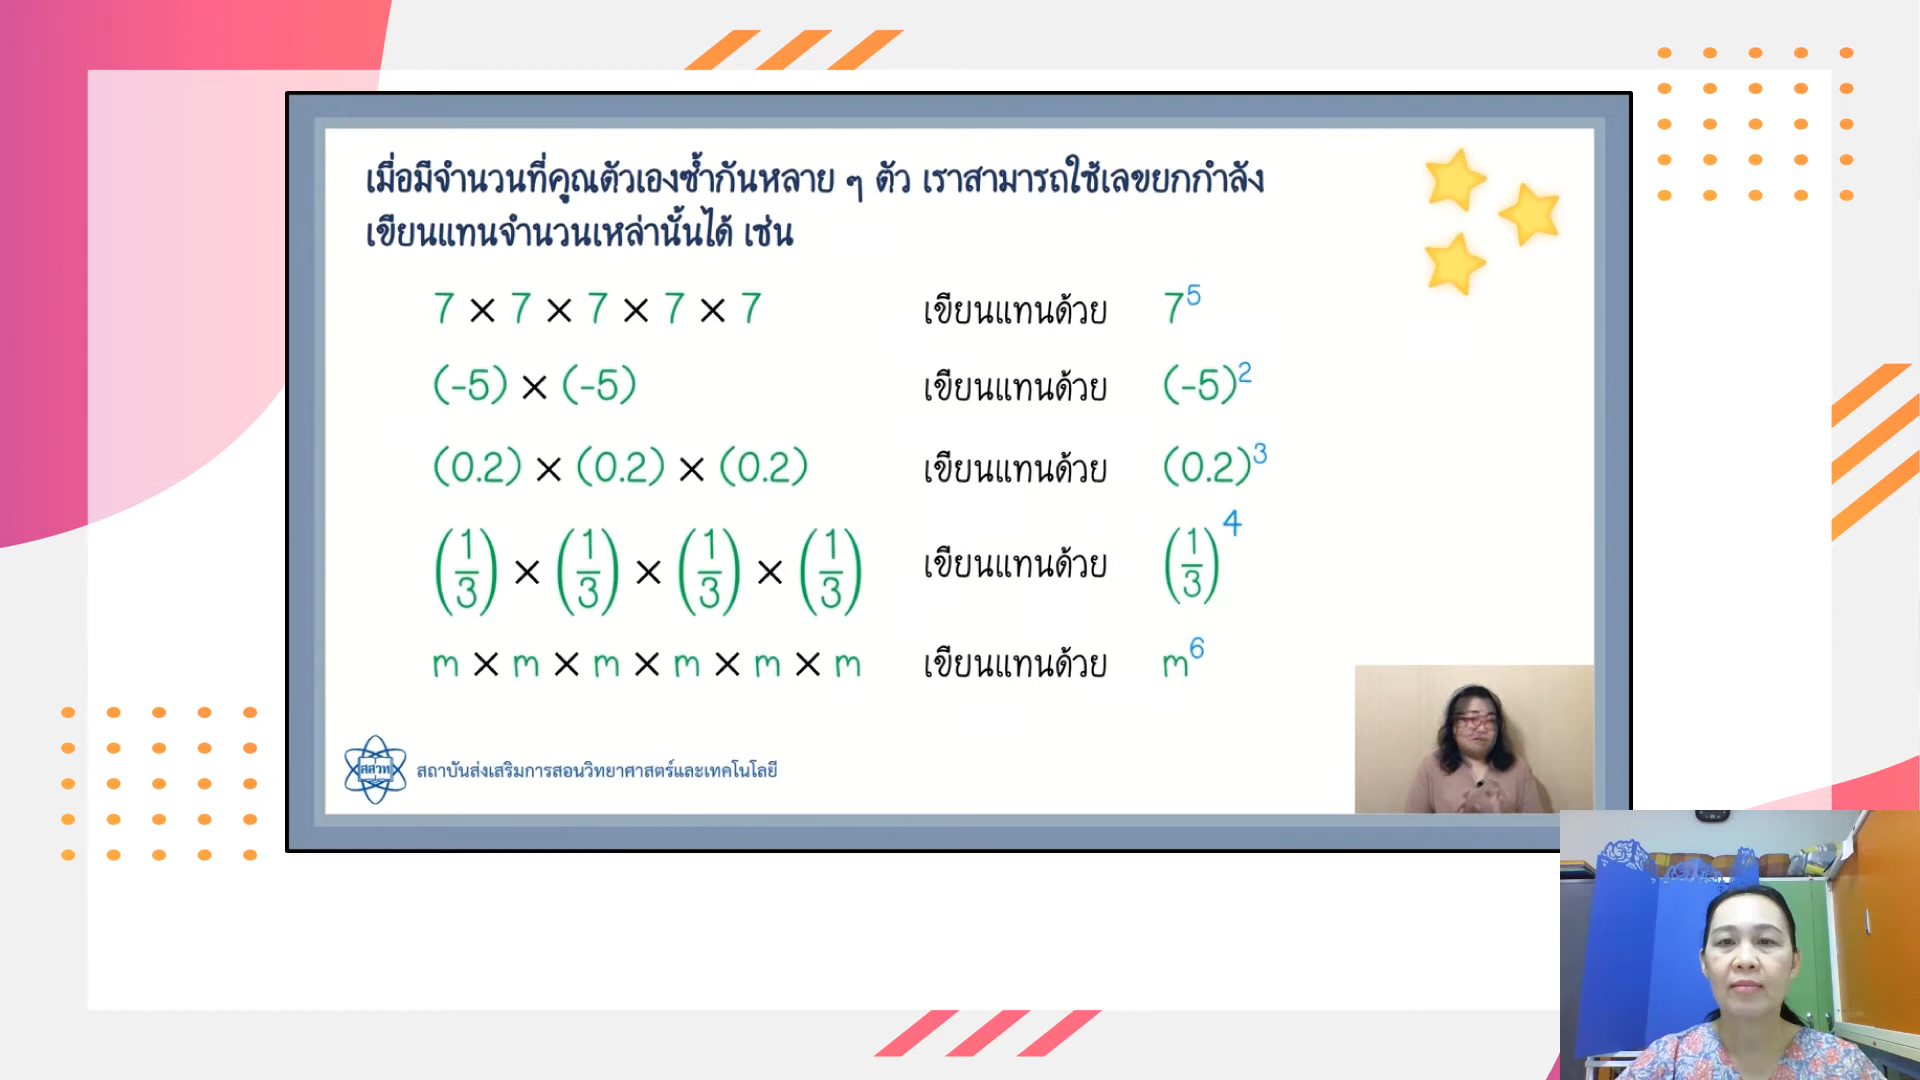 เมื่อมีจำนวนที่คูณตัวเองซ้ำกันหลาย ๆ ตัว เราสามารถใช้เลขยกกำลัง
เขียนแทนจำนวนเหล่านั้นได้ เช่น
7 × 7 × 7 × 7 × 7 เขียนแทนด้วย 7⁵
(-5) × (-5) เขียนแทนด้วย (-5)²
(0.2) × (0.2) × (0.2) เขียนแทนด้วย (0.2)³
(1/3) × (1/3) × (1/3) × (1/3) เขียนแทนด้วย (1/3)⁴
m × m × m × m × m × m เขียนแทนด้วย m⁶
สสวท สถาบันส่งเสริมการสอนวิทยาศาสตร์และเทคโนโลยี